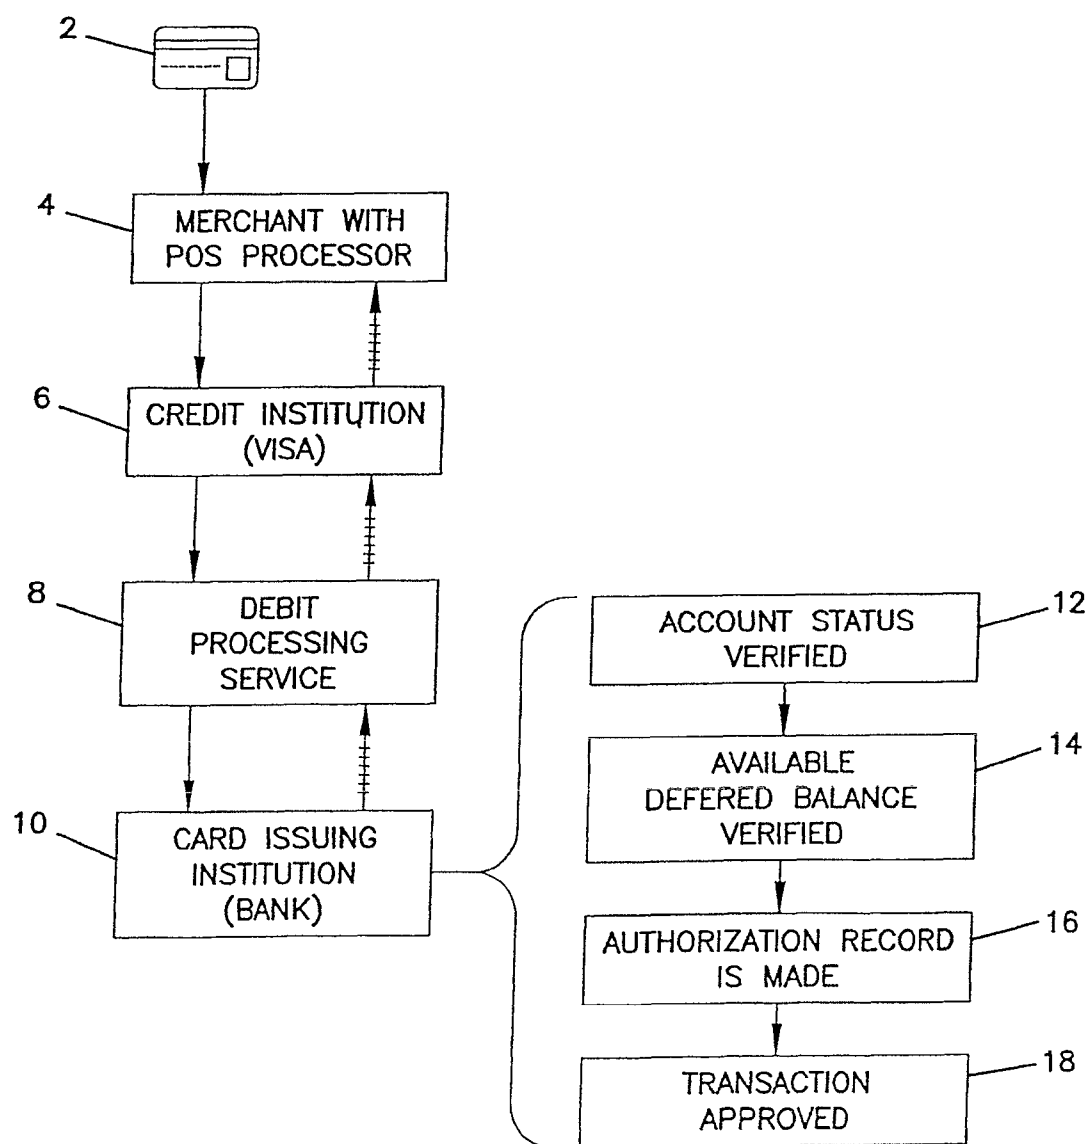 2
4
MERCHANT WITH
POS PROCESSOR
6
CREDIT INSTITUTION
(VISA)
8
DEBIT
PROCESSING
SERVICE
10
CARD ISSUING
INSTITUTION
(BANK)
12
ACCOUNT STATUS
VERIFIED
14
AVAILABLE
DEFERED BALANCE
VERIFIED
16
AUTHORIZATION RECORD
IS MADE
18
TRANSACTION
APPROVED